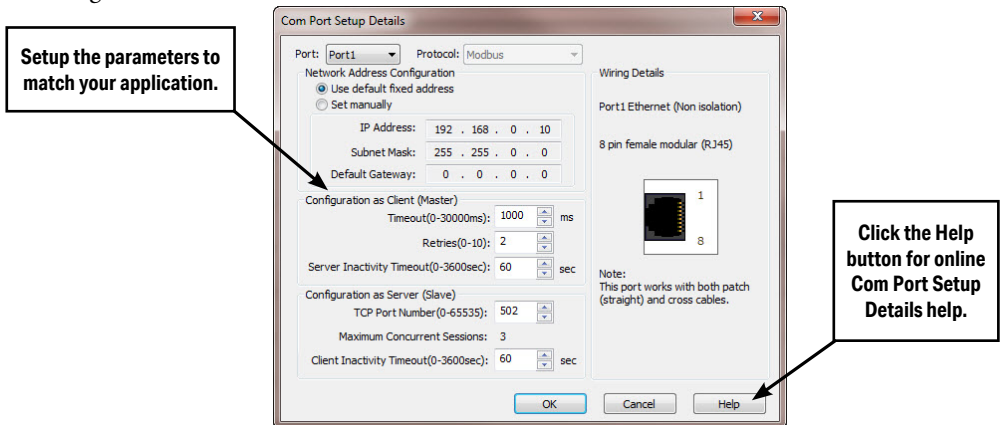 Com Port Setup Details
Setup the parameters to
match your application.
Port: Port1 Protocol: Modbus
Network Address Configuration
Use default fixed address
Set manually
IP Address: 192 . 168 . 0 . 10
Subnet Mask: 255 . 255 . 0 . 0
Default Gateway: 0 . 0 . 0 . 0
Configuration as Client (Master)
Timeout(0-30000ms): 1000 ms
Retries(0-10): 2
Server Inactivity Timeout(0-3600sec): 60 sec
Configuration as Server (Slave)
TCP Port Number(0-65535): 502
Maximum Concurrent Sessions: 3
Client Inactivity Timeout(0-3600sec): 60 sec
Wiring Details
Port1 Ethernet (Non isolation)
8 pin female modular (RJ45)
1
8
Note:
This port works with both patch
(straight) and cross cables.
OK Cancel Help
Click the Help
button for online
Com Port Setup
Details help.